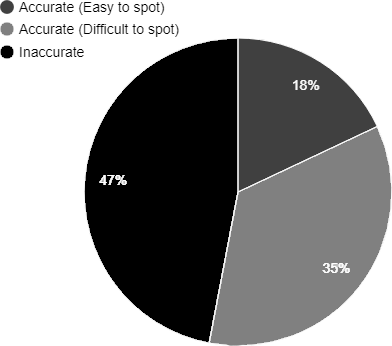 Accurate (Easy to spot)
Accurate (Difficult to spot)
Inaccurate
18%
47%
35%